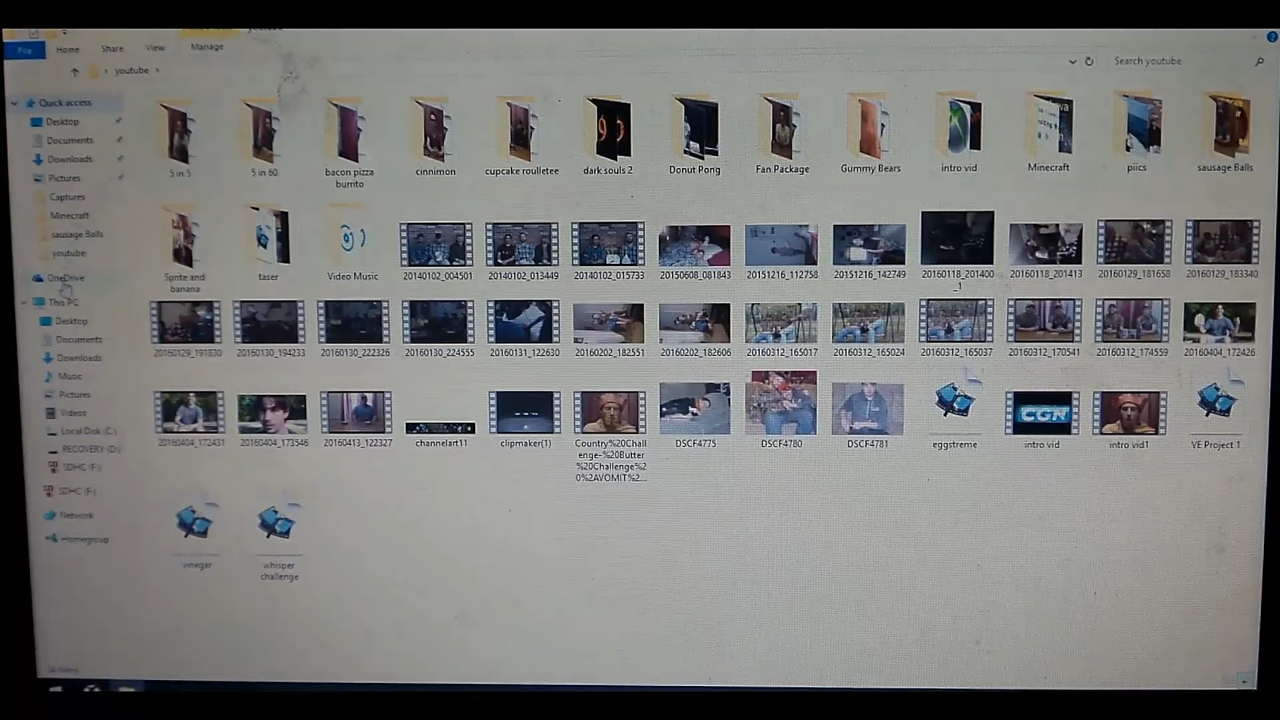 File Home Share View Manage
youtube
Search youtube
Quick access
Desktop
Documents
Downloads
Pictures
Captures
Minecraft
sausage Balls
youtube
OneDrive
This PC
Desktop
Documents
Downloads
Music
Pictures
Videos
Local Disk (C:)
RECOVERY (D:)
SDHC (F:)
SDHC (F:)
Network
Homegroup
5 in 5
5 in 60
bacon pizza
burrito
cinnimon
cupcake roulletee
dark souls 2
Donut Pong
Fan Package
Gummy Bears
intro vid
Minecraft
piics
sausage Balls
Sprite and
banana
taser
Video Music
20140102_004501
20140102_013449
20140102_015733
20150608_081843
20151216_112758
20151216_142749
20160118_201400
_1
20160118_201413
20160129_181658
20160129_183340
20160129_191830
20160130_194233
20160130_222326
20160130_224555
20160131_122630
20160202_182551
20160202_182606
20160312_165017
20160312_165024
20160312_165037
20160312_170541
20160312_174559
20160404_172426
20160404_172431
20160404_173546
20160413_122327
channelart11
clipmaker(1)
Country%20Chall
enge-%20Butter
%20Challenge%2
0%2AVOMIT%2...
DSCF4775
DSCF4780
DSCF4781
eggstreme
CGN
intro vid
intro vid1
VE Project 1
vinegar
whisper
challenge